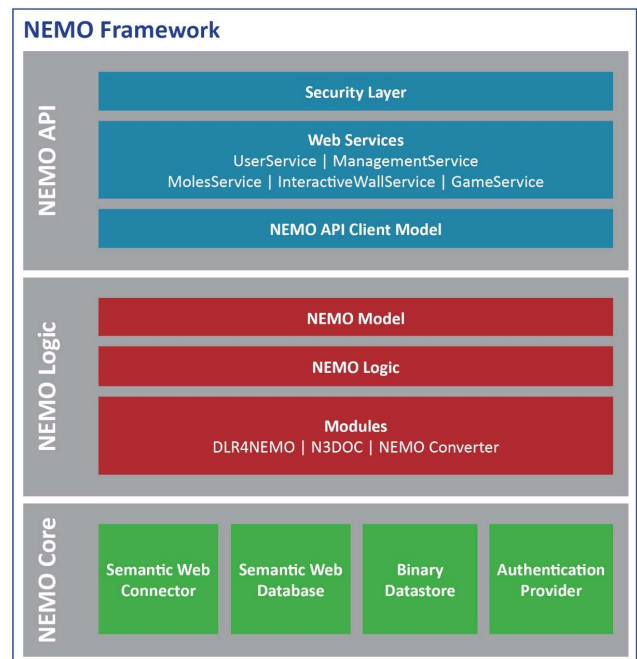 NEMO Framework
NEMO API
Security Layer
Web Services
UserService | ManagementService
MolesService | InteractiveWallService | GameService
NEMO API Client Model
NEMO Logic
NEMO Model
NEMO Logic
Modules
DLR4NEMO | N3DOC | NEMO Converter
NEMO Core
Semantic Web
Connector
Semantic Web
Database
Binary
Datastore
Authentication
Provider